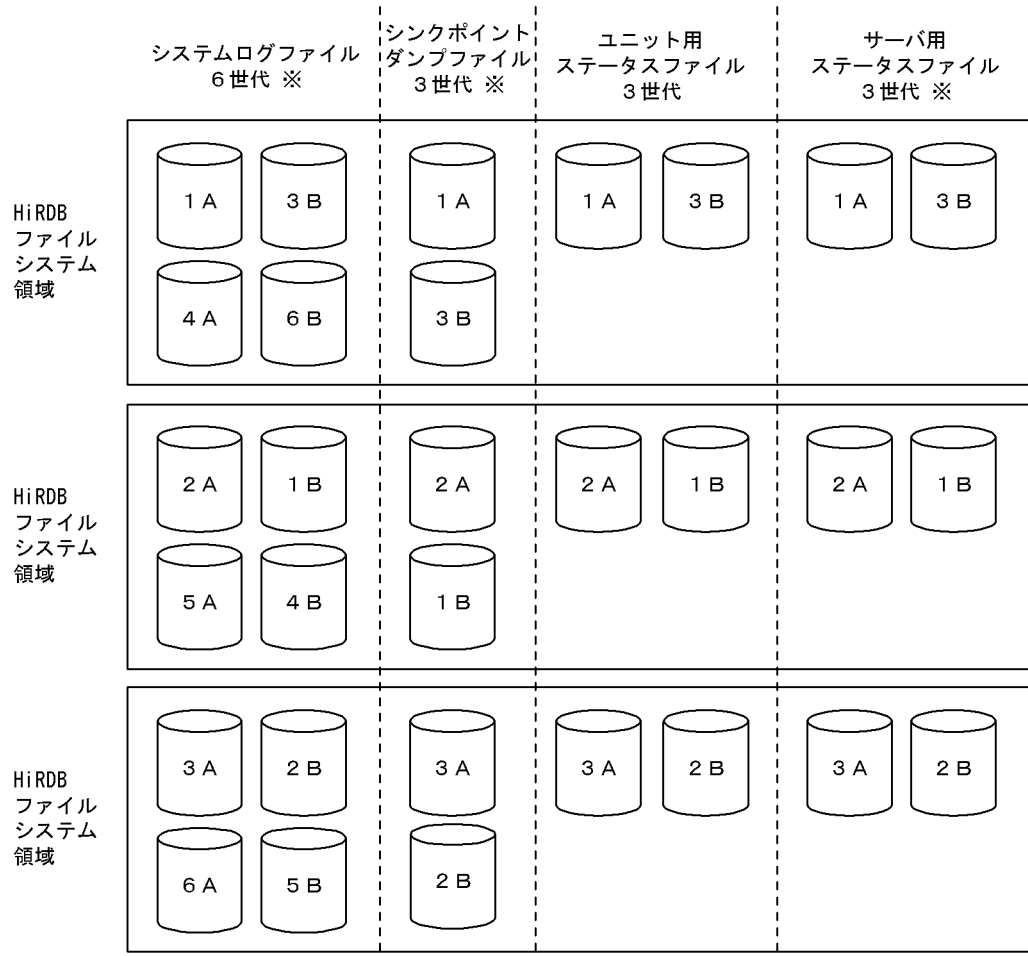 システムログファイル
６世代 ※
シンクポイント
ダンプファイル
３世代 ※
ユニット用
ステータスファイル
３世代
サーバ用
ステータスファイル
３世代 ※
HiRDB
ファイル
システム
領域
１Ａ ３Ｂ １Ａ １Ａ ３Ｂ １Ａ ３Ｂ
４Ａ ６Ｂ ３Ｂ
HiRDB
ファイル
システム
領域
２Ａ １Ｂ ２Ａ ２Ａ １Ｂ ２Ａ １Ｂ
５Ａ ４Ｂ １Ｂ
HiRDB
ファイル
システム
領域
３Ａ ２Ｂ ３Ａ ３Ａ ２Ｂ ３Ａ ２Ｂ
６Ａ ５Ｂ ２Ｂ